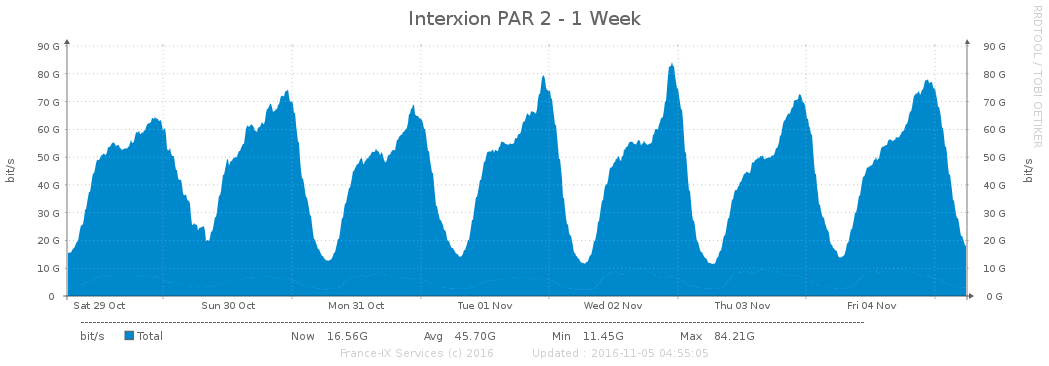 Interxion PAR 2 - 1 Week
RRDTOOL / TOBI OETIKER
90 G 90 G
80 G 80 G
70 G 70 G
60 G 60 G
50 G 50 G
40 G 40 G
30 G 30 G
20 G 20 G
10 G 10 G
0 0 G
bit/s
bit/s
Sat 29 Oct Sun 30 Oct Mon 31 Oct Tue 01 Nov Wed 02 Nov Thu 03 Nov Fri 04 Nov
bit/s Total Now 16.56G Avg 45.70G Min 11.45G Max 84.21G
France-IX Services (c) 2016 Updated : 2016-11-05 04:55:05